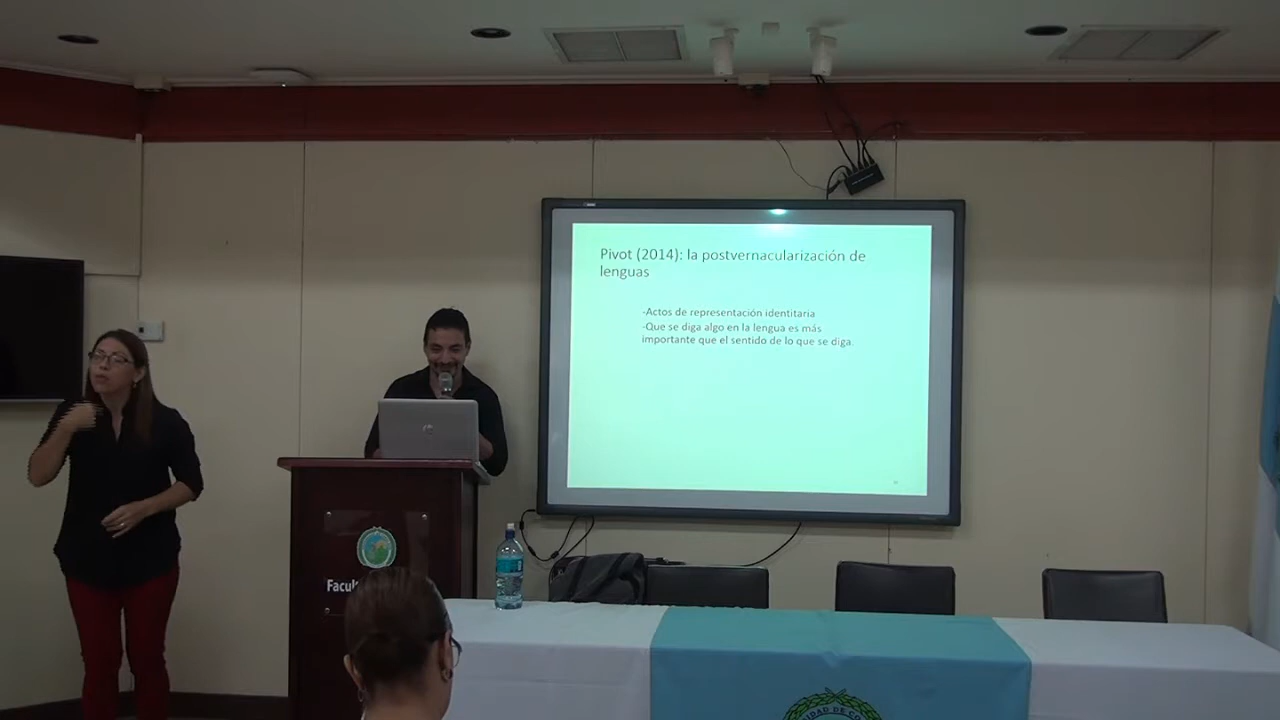 Pivot (2014): la postvernacularización de
lenguas
-Actos de representación identitaria
-Que se diga algo en la lengua es más
importante que el sentido de lo que se diga.
Facul